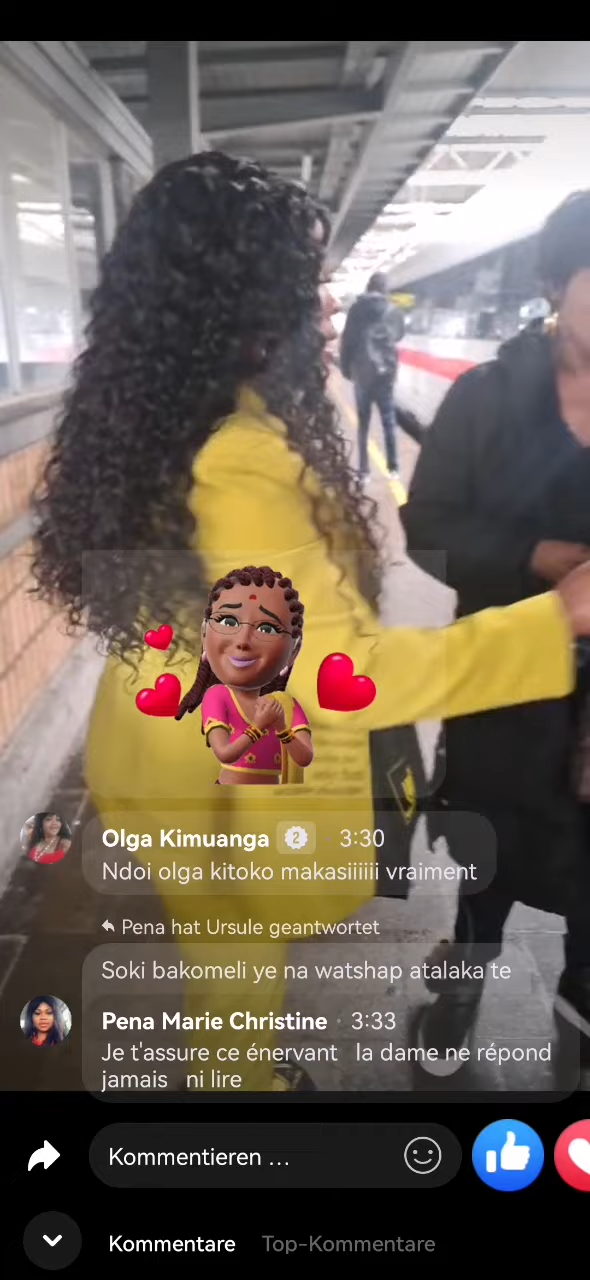 Olga Kimuanga 2 · 3:30
Ndoi olga kitoko makasiiiiii vraiment
Pena hat Ursule geantwortet
Soki bakomeli ye na watshap atalaka te
Pena Marie Christine · 3:33
Je t'assure ce énervant la dame ne répond
jamais ni lire
Kommentieren …
Kommentare Top-Kommentare